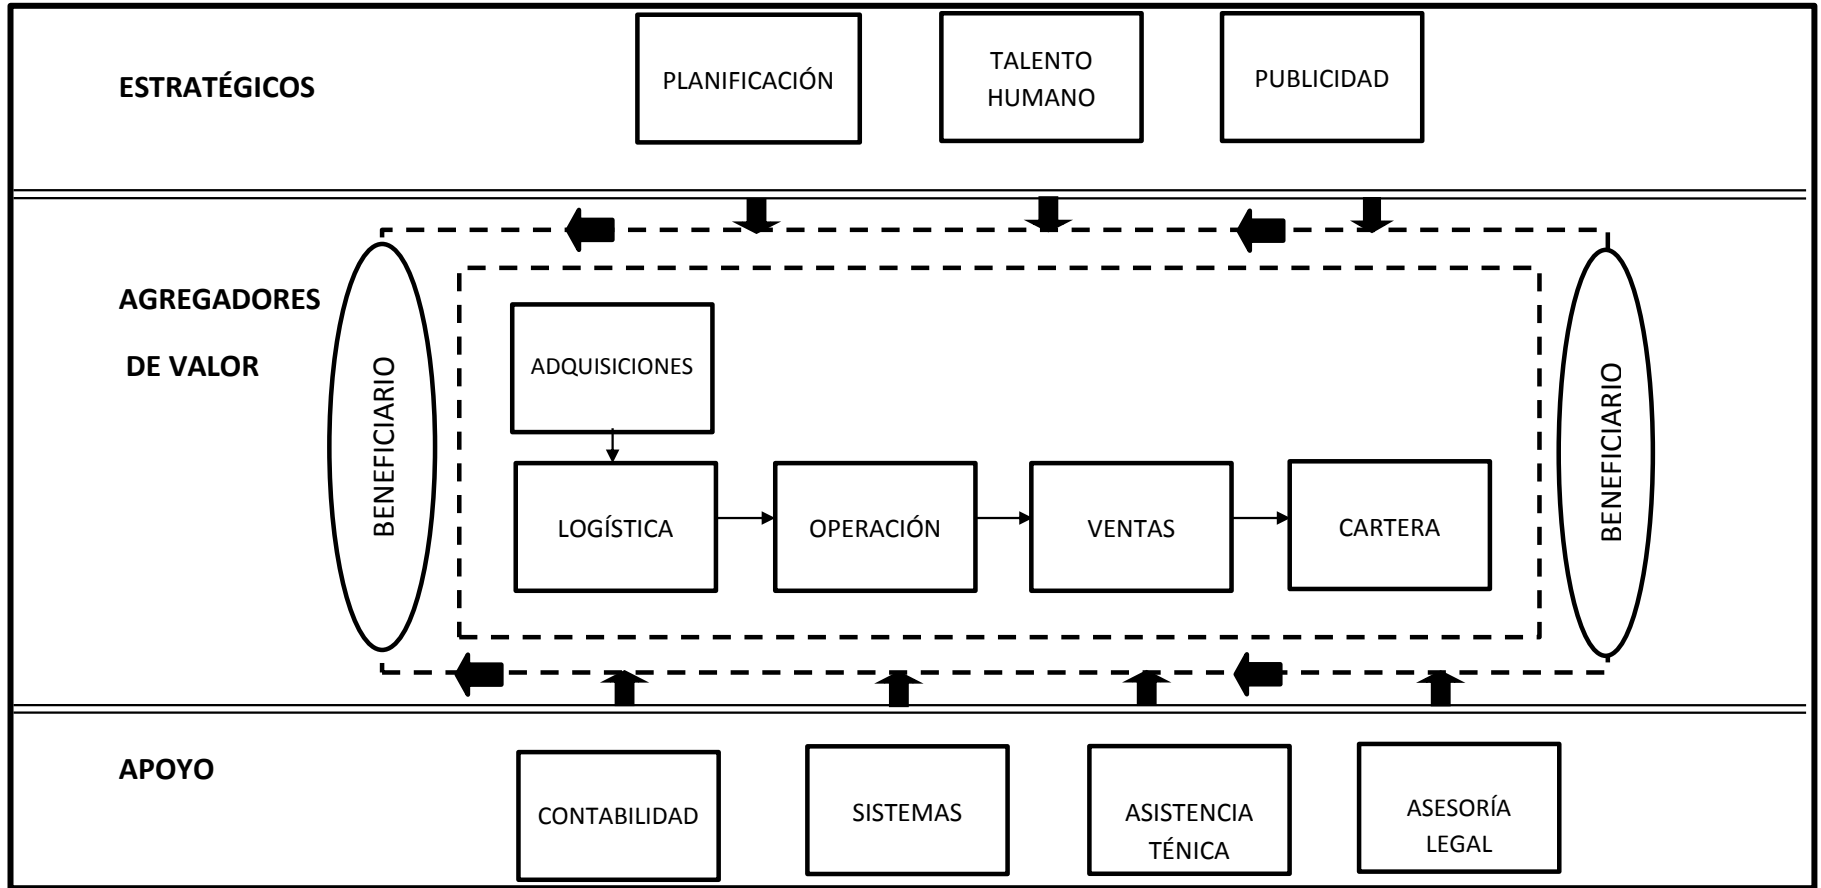 ESTRATÉGICOS
PLANIFICACIÓN
TALENTO
HUMANO
PUBLICIDAD
AGREGADORES
DE VALOR
BENEFICIARIO
ADQUISICIONES
LOGÍSTICA
OPERACIÓN
VENTAS
CARTERA
BENEFICIARIO
APOYO
CONTABILIDAD
SISTEMAS
ASISTENCIA
TÉNICA
ASESORÍA
LEGAL